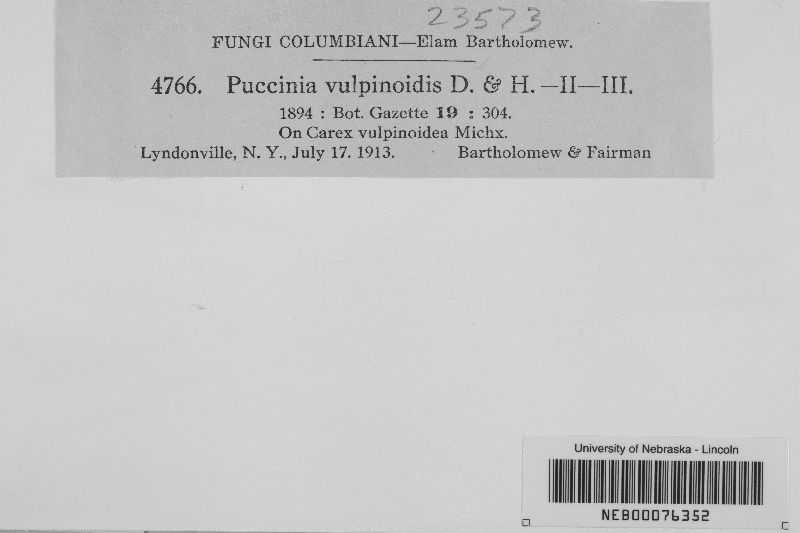 23573
FUNGI COLUMBIANI—Elam Bartholomew.
4766. Puccinia vulpinoidis D. & H. —II—III.
1894 : Bot. Gazette 19 : 304.
On Carex vulpinoidea Michx.
Lyndonville, N. Y., July 17. 1913. Bartholomew & Fairman
University of Nebraska - Lincoln
NEB00076352